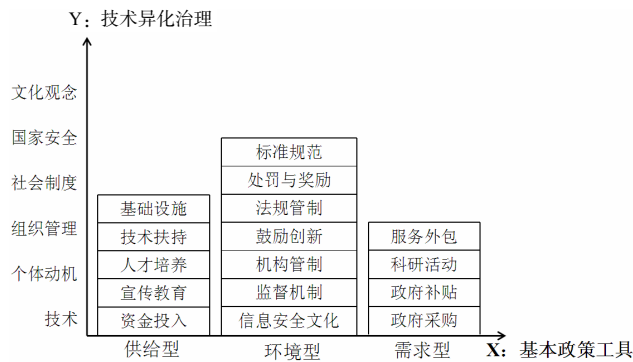 Y：技术异化治理
文化观念
国家安全
社会制度
组织管理
个体动机
技术
基础设施
技术扶持
人才培养
宣传教育
资金投入
标准规范
处罚与奖励
法规管制
鼓励创新
机构管制
监督机制
信息安全文化
服务外包
科研活动
政府补贴
政府采购
供给型
环境型
需求型
X：基本政策工具